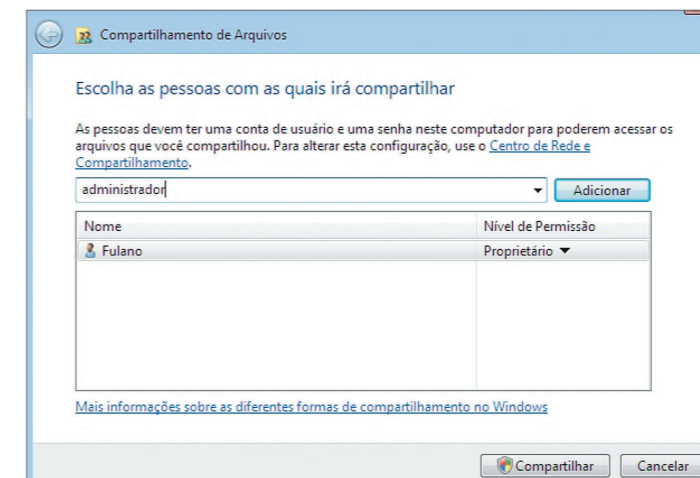 Compartilhamento de Arquivos
Escolha as pessoas com as quais irá compartilhar
As pessoas devem ter uma conta de usuário e uma senha neste computador para poderem acessar os
arquivos que você compartilhou. Para alterar esta configuração, use o Centro de Rede e
Compartilhamento.
administrador
Adicionar
Nome Nível de Permissão
Fulano Proprietário
Mais informações sobre as diferentes formas de compartilhamento no Windows
Compartilhar Cancelar